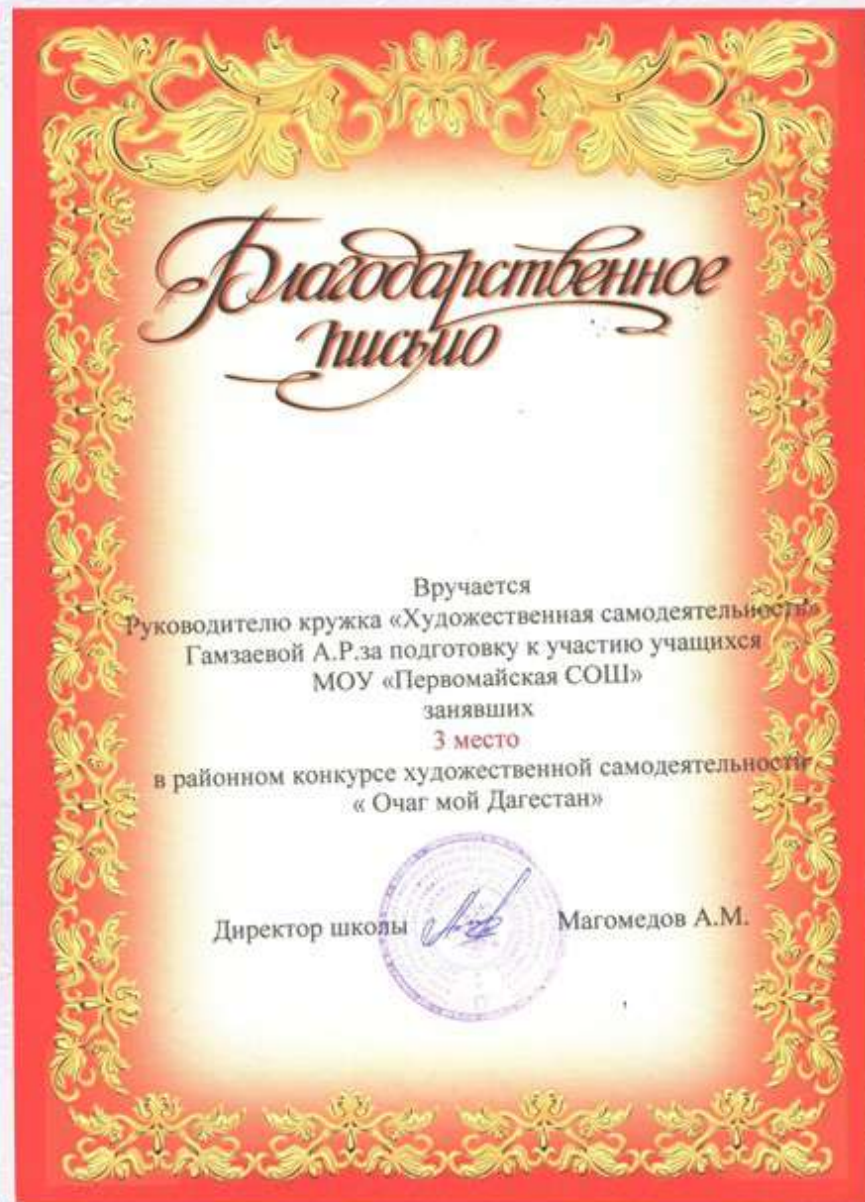 Благодарственное
письмо
Вручается
Руководителю кружка «Художественная самодеятельность»
Гамзаевой А.Р.за подготовку к участию учащихся
МОУ «Первомайская СОШ»
занявших
3 место
в районном конкурсе художественной самодеятельности
« Очаг мой Дагестан»
Директор школы Магомедов А.М.